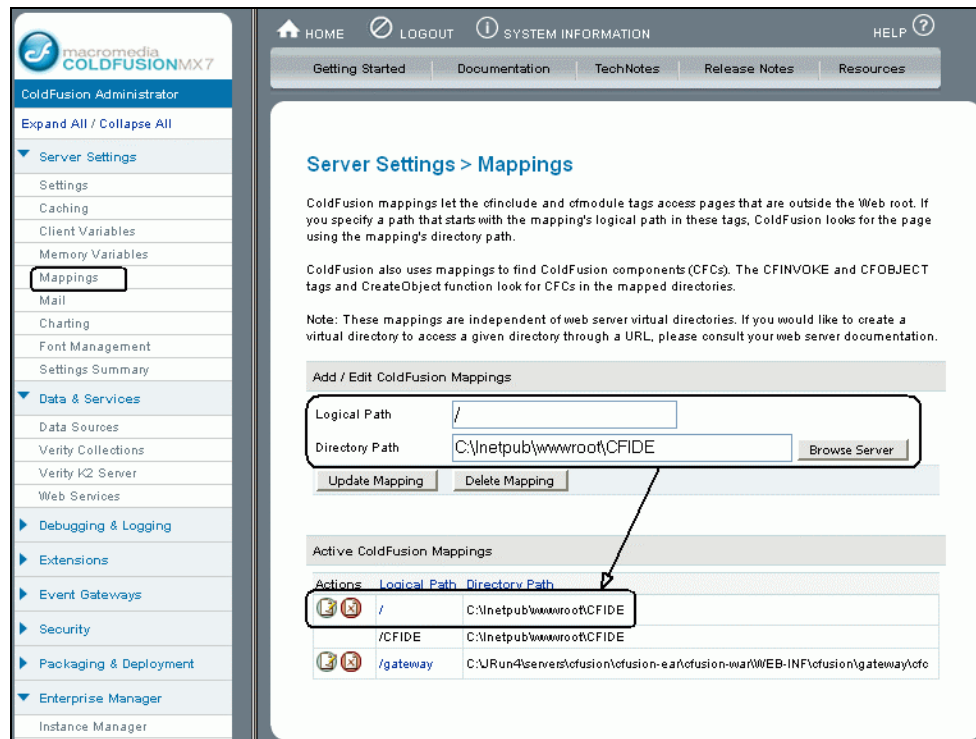 macromedia
COLDFUSION MX7
ColdFusion Administrator
Expand All / Collapse All
Server Settings
Settings
Caching
Client Variables
Memory Variables
Mappings
Mail
Charting
Font Management
Settings Summary
Data & Services
Data Sources
Verity Collections
Verity K2 Server
Web Services
Debugging & Logging
Extensions
Event Gateways
Security
Packaging & Deployment
Enterprise Manager
Instance Manager
HOME LOGOUT SYSTEM INFORMATION HELP
Getting Started Documentation TechNotes Release Notes Resources
Server Settings > Mappings
ColdFusion mappings let the cfinclude and cfmodule tags access pages that are outside the Web root. If
you specify a path that starts with the mapping's logical path in these tags, ColdFusion looks for the page
using the mapping's directory path.
ColdFusion also uses mappings to find ColdFusion components (CFCs). The CFINVOKE and CFOBJECT
tags and CreateObject function look for CFCs in the mapped directories.
Note: These mappings are independent of web server virtual directories. If you would like to create a
virtual directory to access a given directory through a URL, please consult your web server documentation.
Add / Edit ColdFusion Mappings
Logical Path /
Directory Path C:\Inetpub\wwwroot\CFIDE Browse Server
Update Mapping Delete Mapping
Active ColdFusion Mappings
Actions Logical Path Directory Path
/ C:\Inetpub\wwwroot\CFIDE
/CFIDE C:\Inetpub\wwwroot\CFIDE
/gateway C:\JRun4\servers\cfusion\cfusion-ear\cfusion-war\WEB-INF\cfusion\gateway\cfc